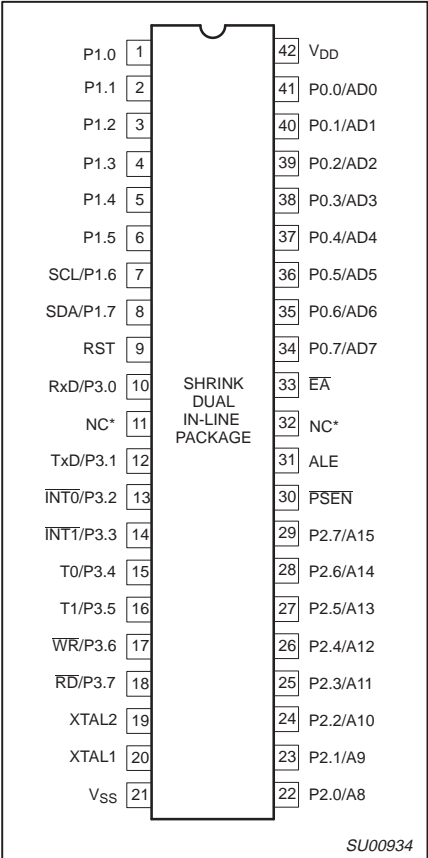 P1.0 1 42 VDD
P1.1 2 41 P0.0/AD0
P1.2 3 40 P0.1/AD1
P1.3 4 39 P0.2/AD2
P1.4 5 38 P0.3/AD3
P1.5 6 37 P0.4/AD4
SCL/P1.6 7 36 P0.5/AD5
SDA/P1.7 8 35 P0.6/AD6
RST 9 34 P0.7/AD7
RxD/P3.0 10 33 E̅A̅
NC* 11 32 NC*
SHRINK
DUAL
IN-LINE
PACKAGE
TxD/P3.1 12 31 ALE
I̅N̅T̅0̅/P3.2 13 30 P̅S̅E̅N̅
I̅N̅T̅1̅/P3.3 14 29 P2.7/A15
T0/P3.4 15 28 P2.6/A14
T1/P3.5 16 27 P2.5/A13
W̅R̅/P3.6 17 26 P2.4/A12
R̅D̅/P3.7 18 25 P2.3/A11
XTAL2 19 24 P2.2/A10
XTAL1 20 23 P2.1/A9
VSS 21 22 P2.0/A8
SU00934